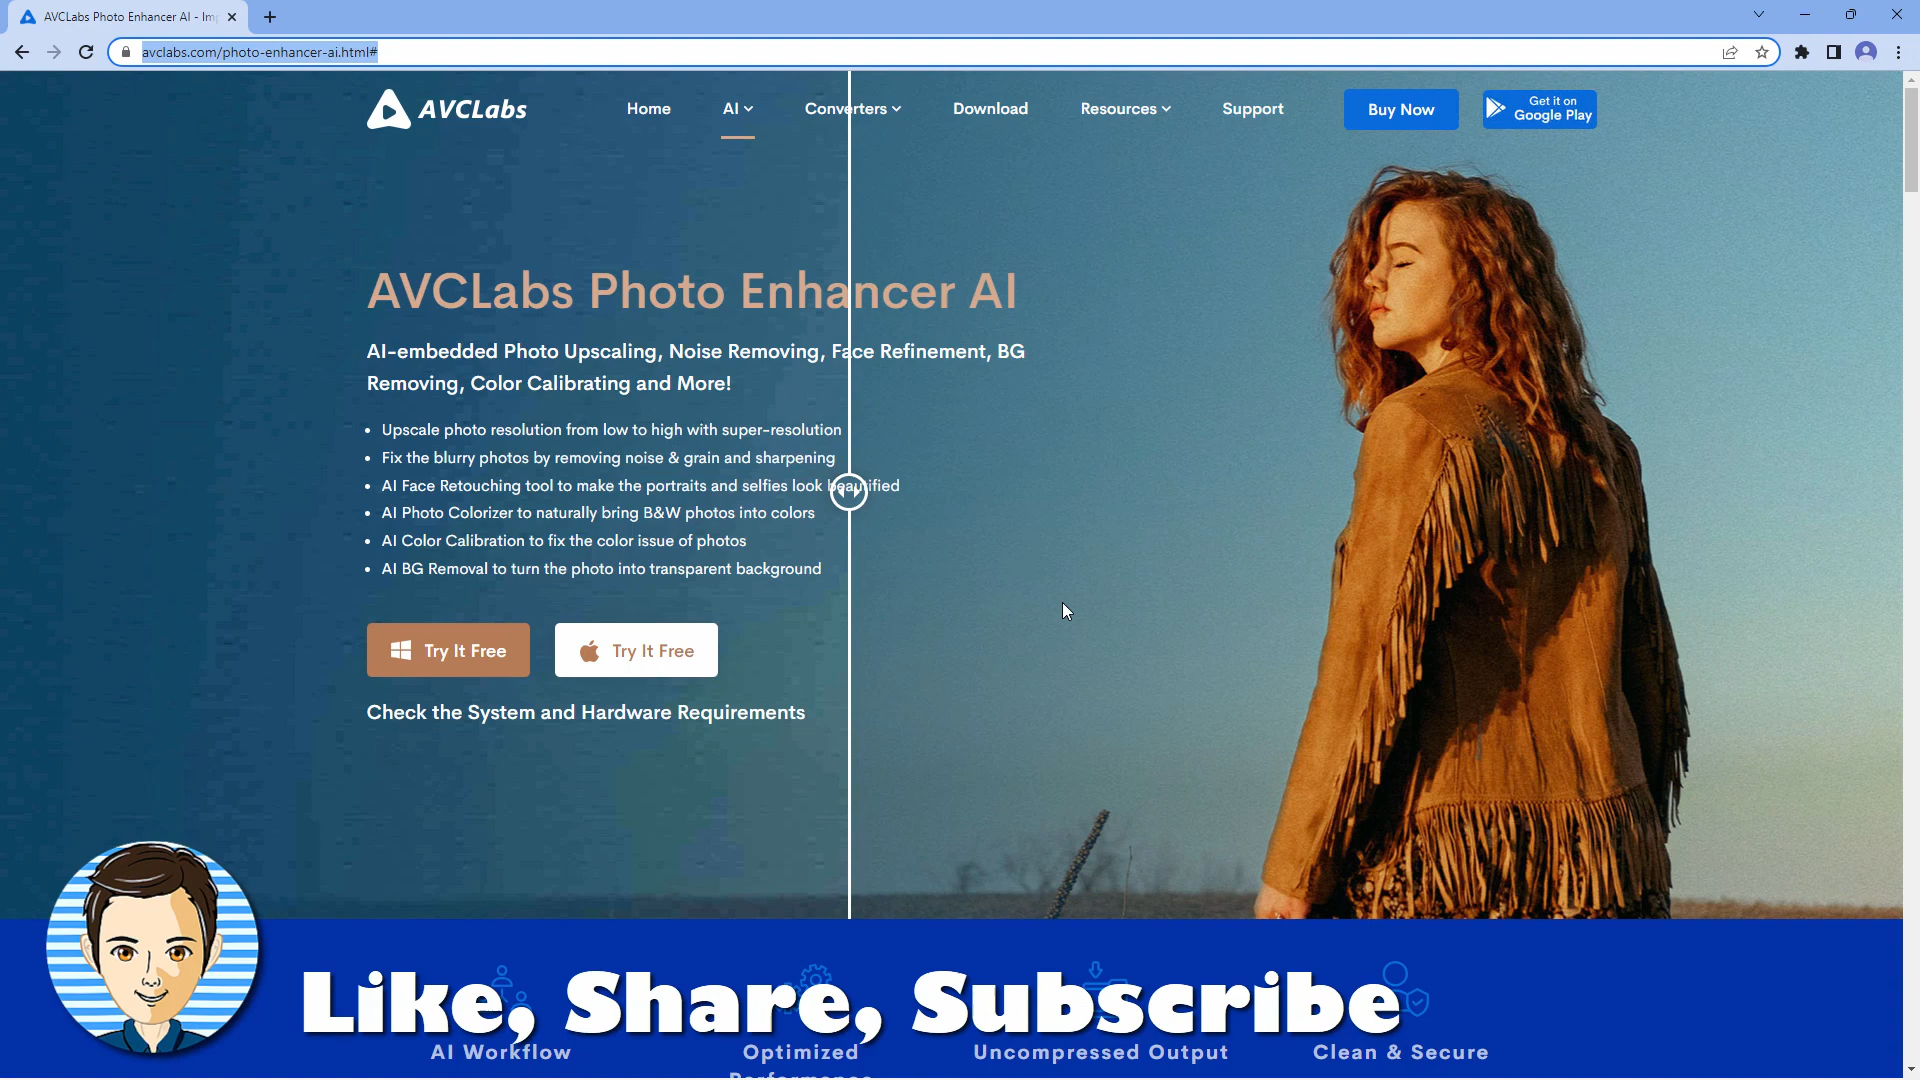 AVCLabs Photo Enhancer AI - Im
avclabs.com/photo-enhancer-ai.html#
AVCLabs
Home
AI
Converters
Download
Resources
Support
Buy Now
Get it on
Google Play
AVCLabs Photo Enhancer AI
AI-embedded Photo Upscaling, Noise Removing, Face Refinement, BG
Removing, Color Calibrating and More!
• Upscale photo resolution from low to high with super-resolution
• Fix the blurry photos by removing noise & grain and sharpening
• AI Face Retouching tool to make the portraits and selfies look beautified
• AI Photo Colorizer to naturally bring B&W photos into colors
• AI Color Calibration to fix the color issue of photos
• AI BG Removal to turn the photo into transparent background
Try It Free
Try It Free
Check the System and Hardware Requirements
Like, Share, Subscribe
AI Workflow
Optimized
Performance
Uncompressed Output
Clean & Secure